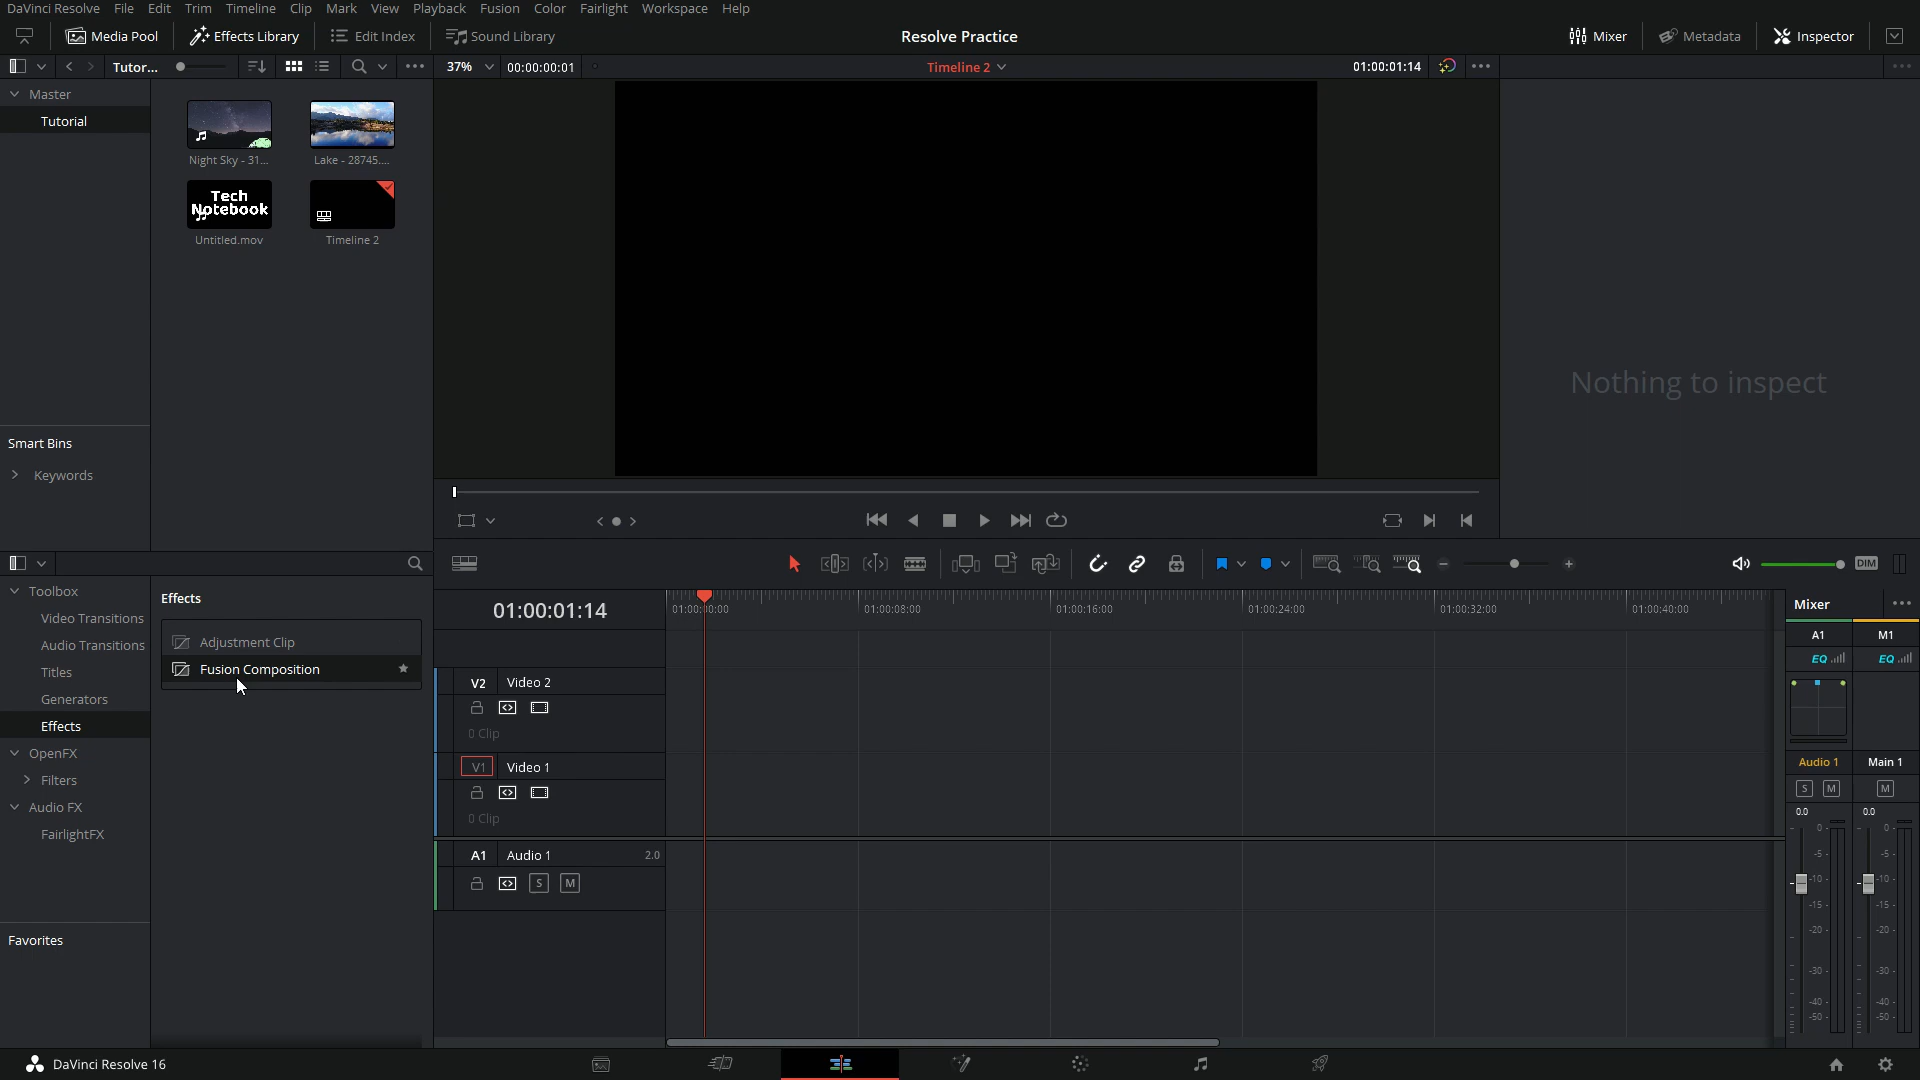 DaVinci Resolve File Edit Trim Timeline Clip Mark View Playback Fusion Color Fairlight Workspace Help
Media Pool Effects Library Edit Index Sound Library Resolve Practice Mixer Metadata Inspector
Tutor... 37% 00:00:00:01 Timeline 2 01:00:01:14
Master
Tutorial
Night Sky - 31... Lake - 28745....
Tech
Notebook
Untitled.mov Timeline 2
Nothing to inspect
Smart Bins
Keywords
DIM
Toolbox
Video Transitions
Audio Transitions
Titles
Generators
Effects
OpenFX
Filters
Audio FX
FairlightFX
Favorites
Effects
Adjustment Clip
Fusion Composition
01:00:01:14
01:00:00:00 01:00:08:00 01:00:16:00 01:00:24:00 01:00:32:00 01:00:40:00
V2 Video 2
0 Clip
V1 Video 1
0 Clip
A1 Audio 1 2.0
S M
Mixer
A1 M1
EQ EQ
Audio 1 Main 1
S M M
0.0 0.0
0- 0-
-5- -5-
-10- -10-
-15- -15-
-20- -20-
-30- -30-
-40- -40-
-50- -50-
DaVinci Resolve 16